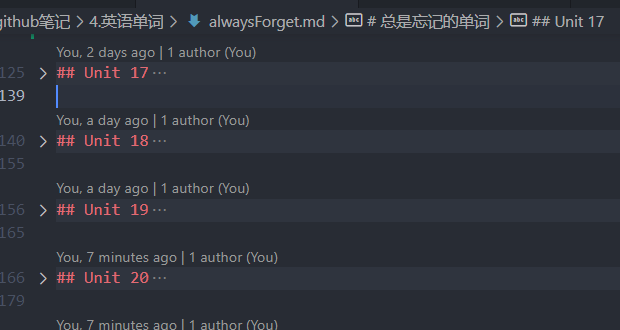 github笔记 > 4.英语单词 > alwaysForget.md > # 总是忘记的单词 > ## Unit 17
You, 2 days ago | 1 author (You)
125 > ## Unit 17 ···
139
You, a day ago | 1 author (You)
140 > ## Unit 18 ···
155
You, a day ago | 1 author (You)
156 > ## Unit 19 ···
165
You, 7 minutes ago | 1 author (You)
166 > ## Unit 20 ···
179
You, 7 minutes ago | 1 author (You)